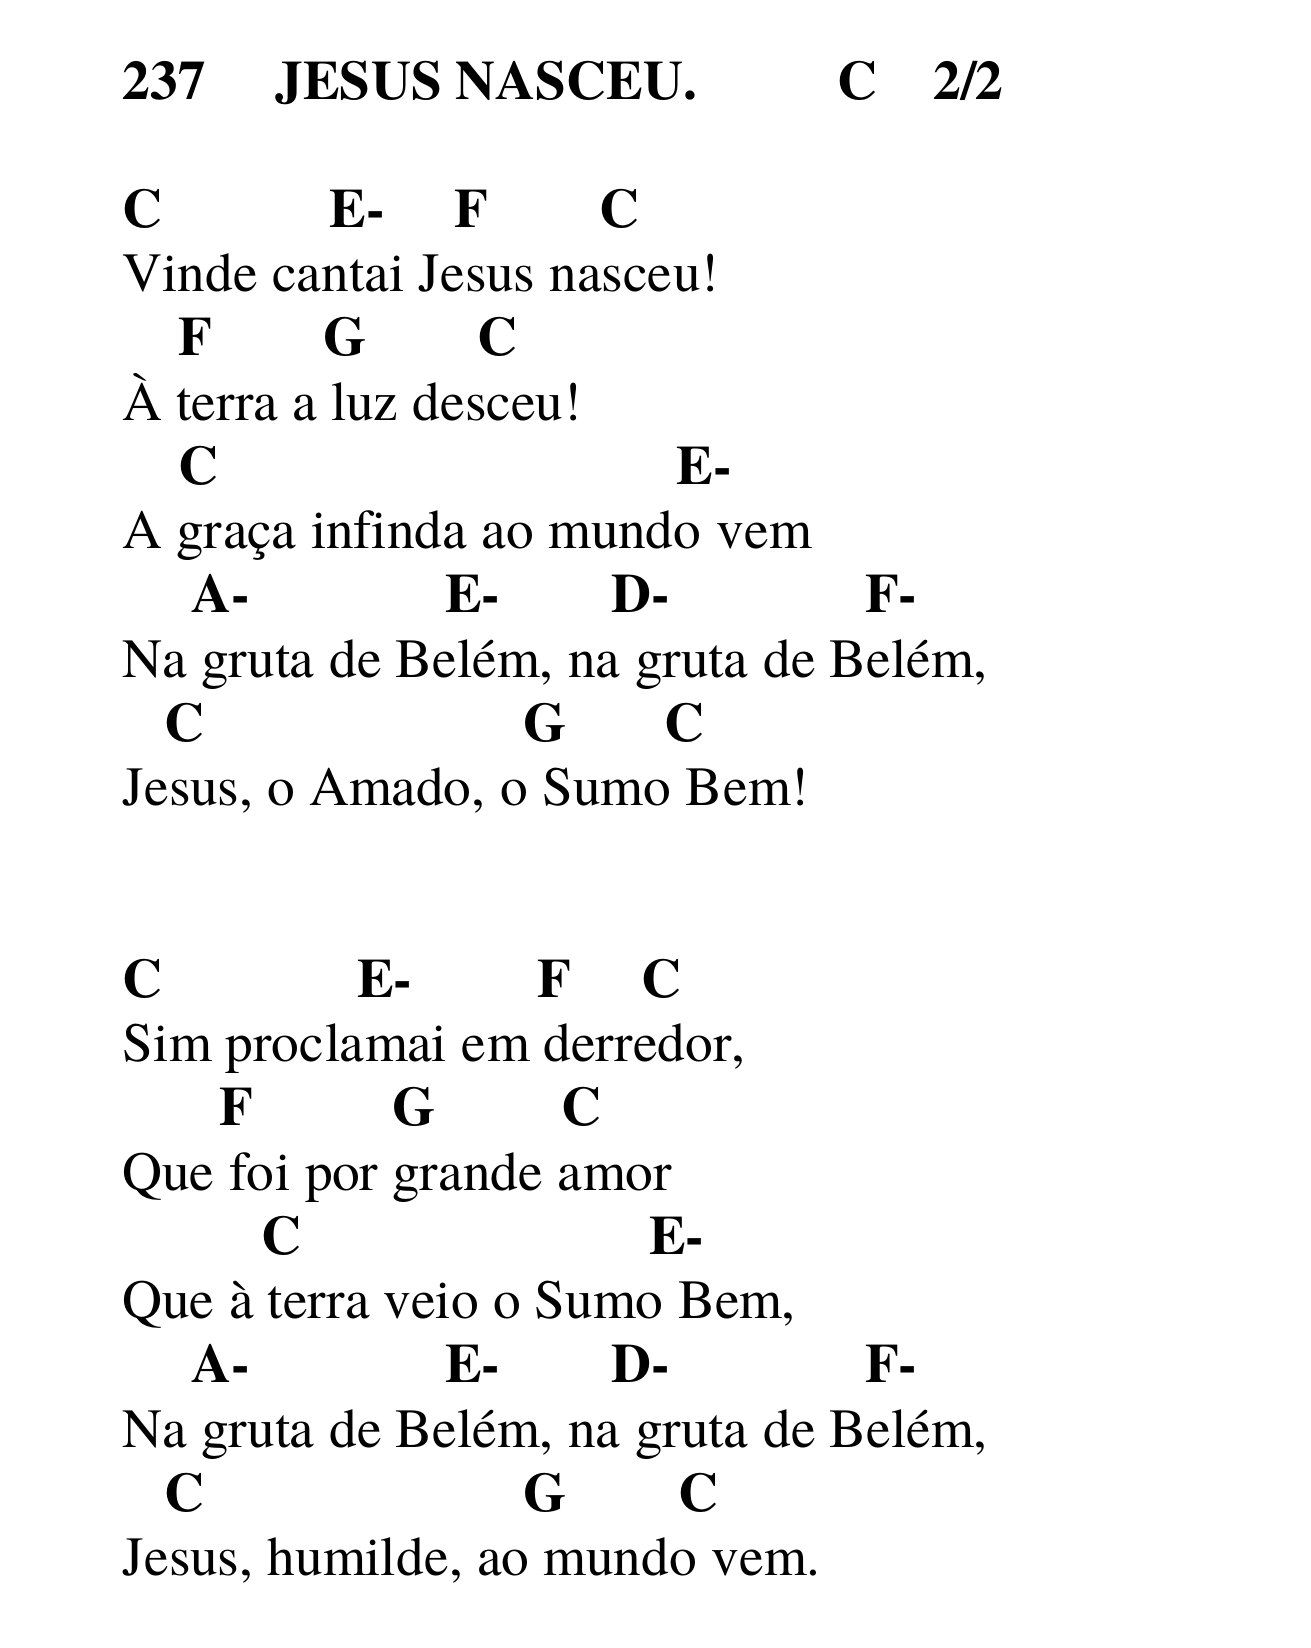 237 JESUS NASCEU. C 2/2
C E- F C
Vinde cantai Jesus nasceu!
F G C
À terra a luz desceu!
C E-
A graça infinda ao mundo vem
A- E- D- F-
Na gruta de Belém, na gruta de Belém,
C G C
Jesus, o Amado, o Sumo Bem!
C E- F C
Sim proclamai em derredor,
F G C
Que foi por grande amor
C E-
Que à terra veio o Sumo Bem,
A- E- D- F-
Na gruta de Belém, na gruta de Belém,
C G C
Jesus, humilde, ao mundo vem.